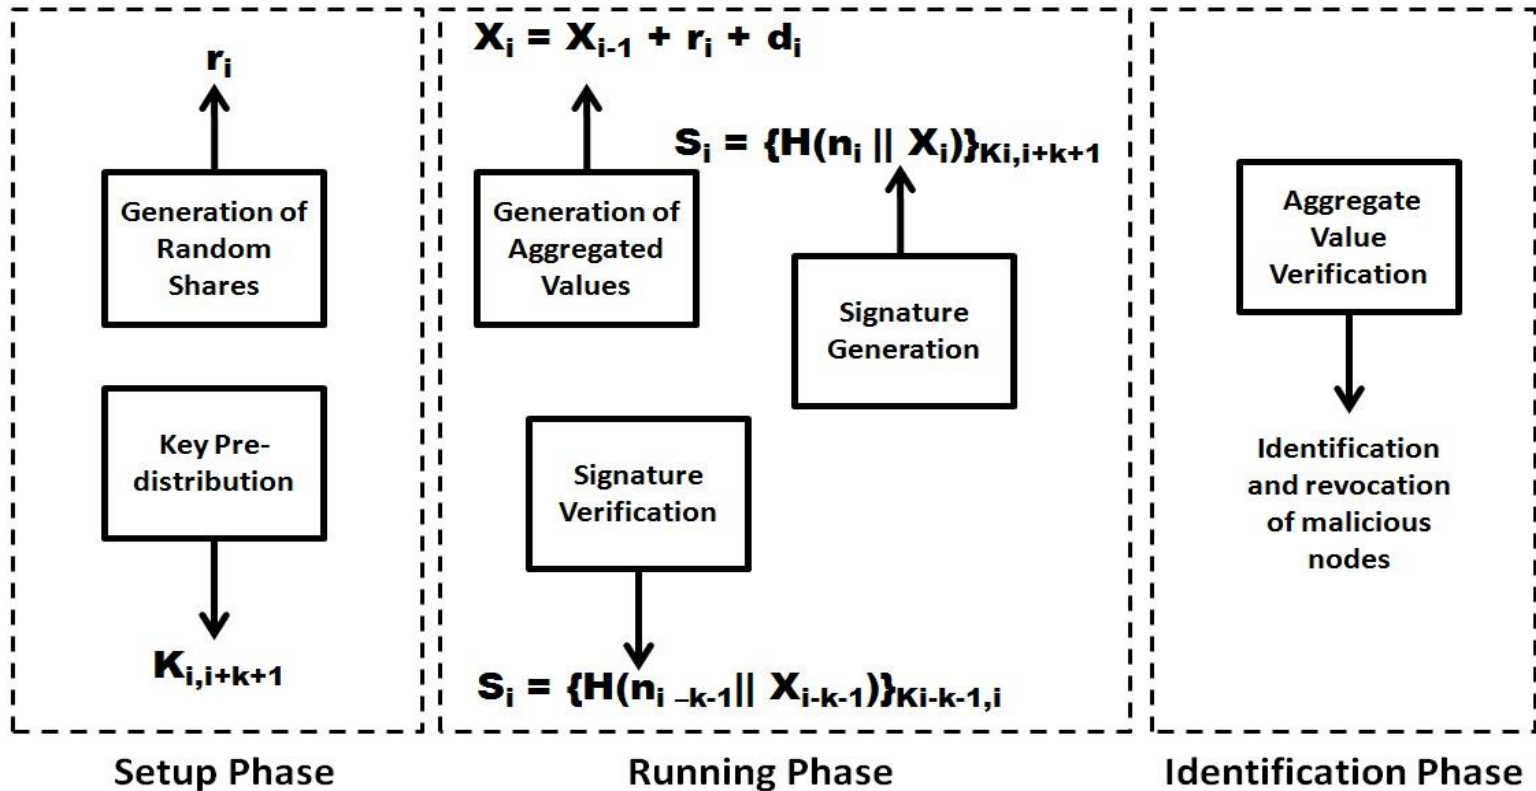 rᵢ
Generation of
Random
Shares
Key Pre-
distribution
Kᵢ,ᵢ₊ₖ₊₁
Setup Phase
Xᵢ = Xᵢ₋₁ + rᵢ + dᵢ
Sᵢ = {H(nᵢ || Xᵢ)}Ki,i+k+1
Generation of
Aggregated
Values
Signature
Generation
Signature
Verification
Sᵢ = {H(nᵢ ₋ₖ₋₁|| Xᵢ₋ₖ₋₁)}Ki-k-1,i
Running Phase
Aggregate
Value
Verification
Identification
and revocation
of malicious
nodes
Identification Phase